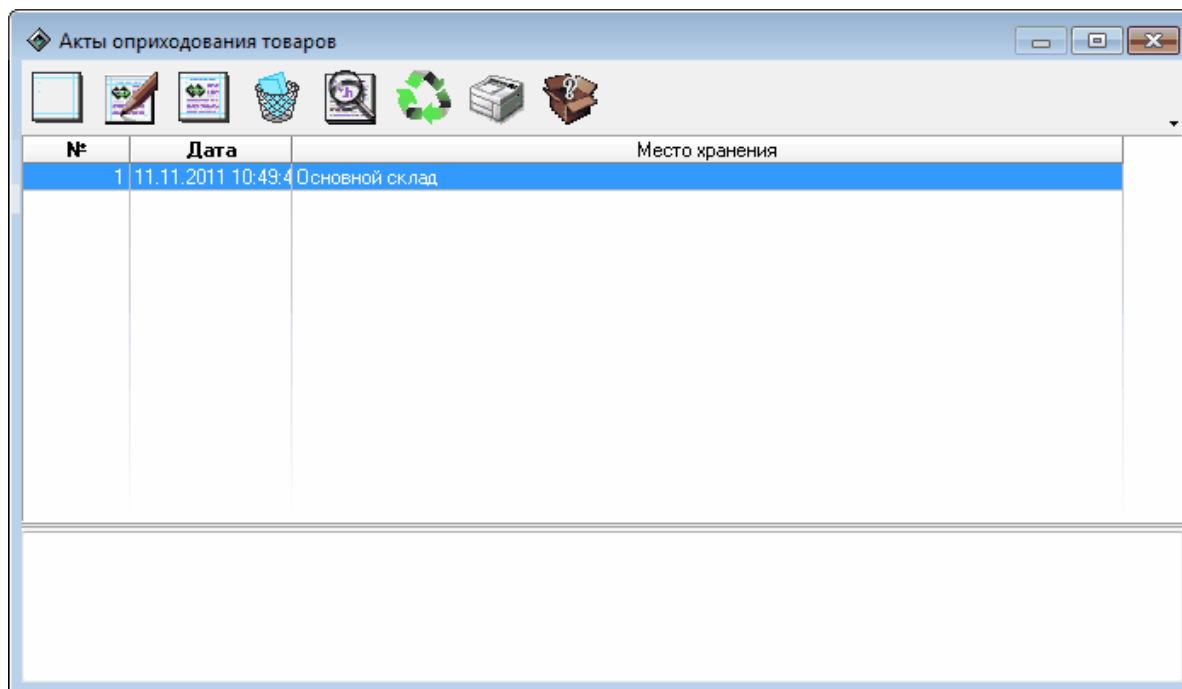 Акты оприходования товаров
№ Дата Место хранения
1 11.11.2011 10:49:4 Основной склад